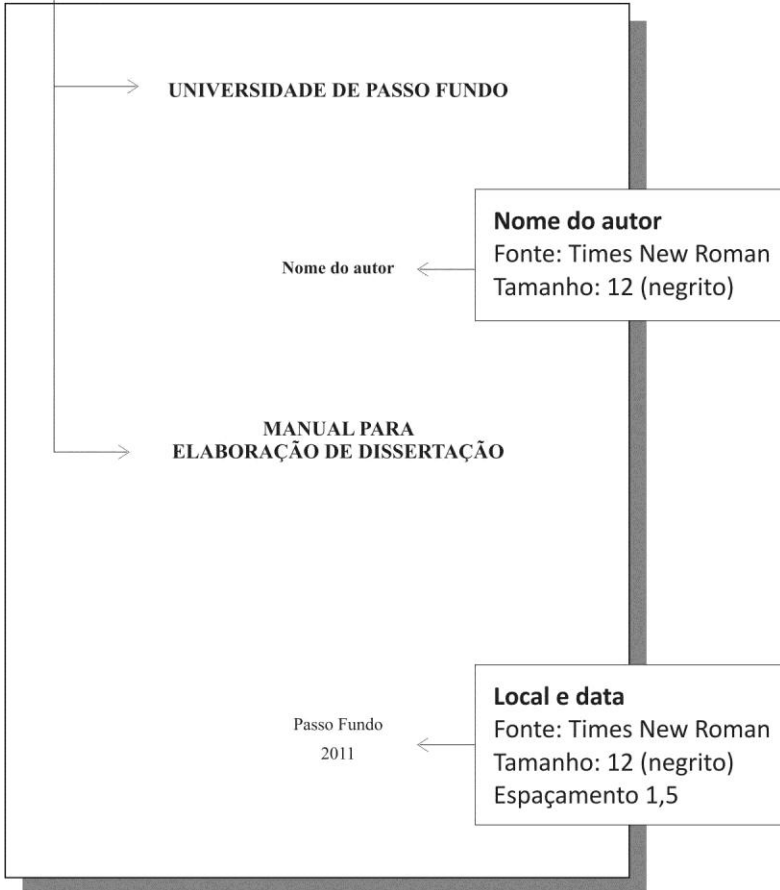 UNIVERSIDADE DE PASSO FUNDO
Nome do autor
Nome do autor
Fonte: Times New Roman
Tamanho: 12 (negrito)
MANUAL PARA
ELABORAÇÃO DE DISSERTAÇÃO
Passo Fundo
2011
Local e data
Fonte: Times New Roman
Tamanho: 12 (negrito)
Espaçamento 1,5